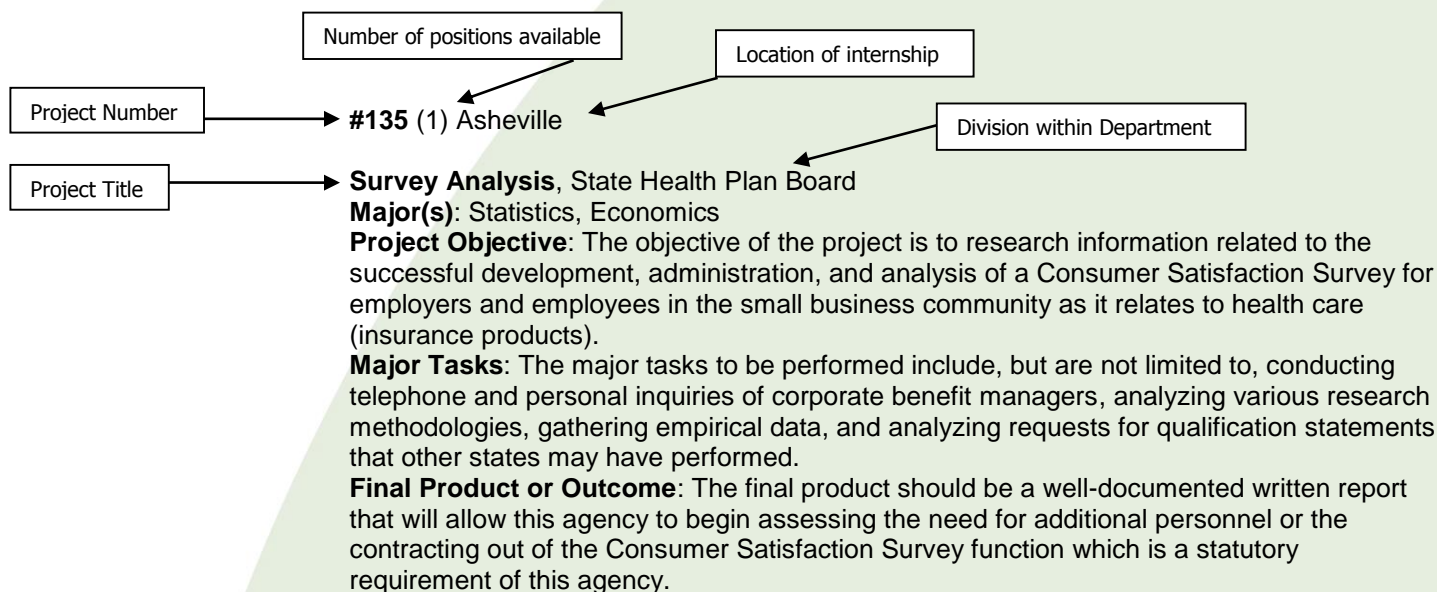 Number of positions available
Location of internship
Project Number
#135 (1) Asheville
Division within Department
Project Title
Survey Analysis, State Health Plan Board
Major(s): Statistics, Economics
Project Objective: The objective of the project is to research information related to the
successful development, administration, and analysis of a Consumer Satisfaction Survey for
employers and employees in the small business community as it relates to health care
(insurance products).
Major Tasks: The major tasks to be performed include, but are not limited to, conducting
telephone and personal inquiries of corporate benefit managers, analyzing various research
methodologies, gathering empirical data, and analyzing requests for qualification statements
that other states may have performed.
Final Product or Outcome: The final product should be a well-documented written report
that will allow this agency to begin assessing the need for additional personnel or the
contracting out of the Consumer Satisfaction Survey function which is a statutory
requirement of this agency.